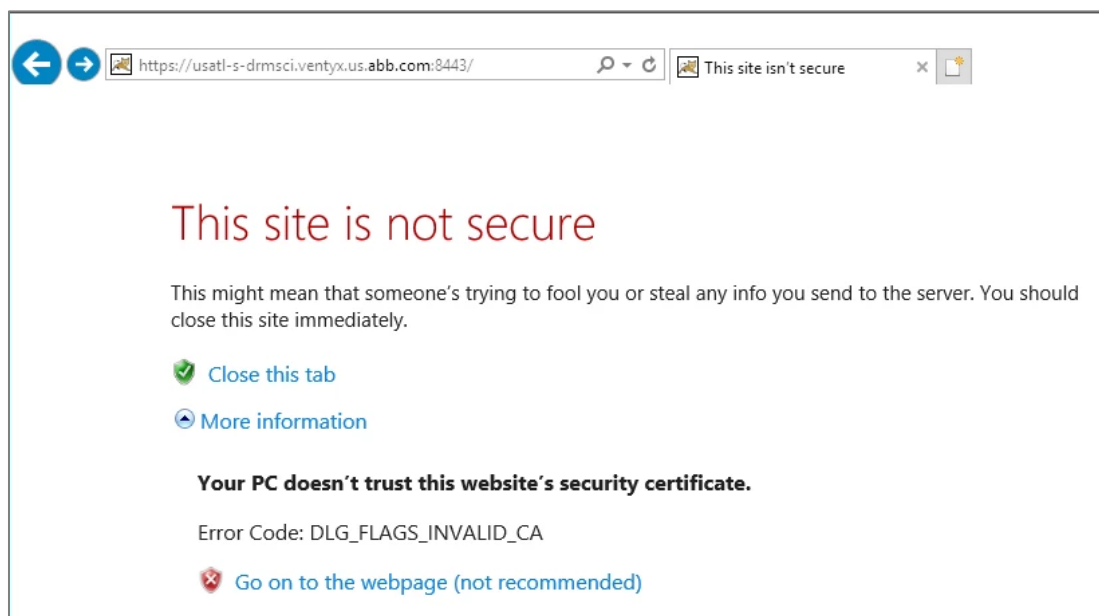 https://usatl-s-drmsci.ventyx.us.abb.com:8443/
This site isn't secure
This site is not secure
This might mean that someone's trying to fool you or steal any info you send to the server. You should
close this site immediately.
Close this tab
More information
Your PC doesn't trust this website's security certificate.
Error Code: DLG_FLAGS_INVALID_CA
Go on to the webpage (not recommended)